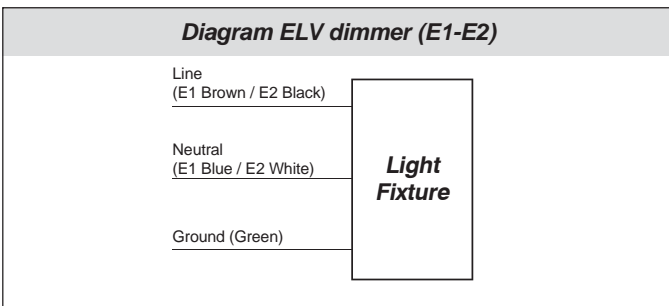 Diagram ELV dimmer (E1-E2)
Line
(E1 Brown / E2 Black)
Neutral
(E1 Blue / E2 White)
Light
Fixture
Ground (Green)